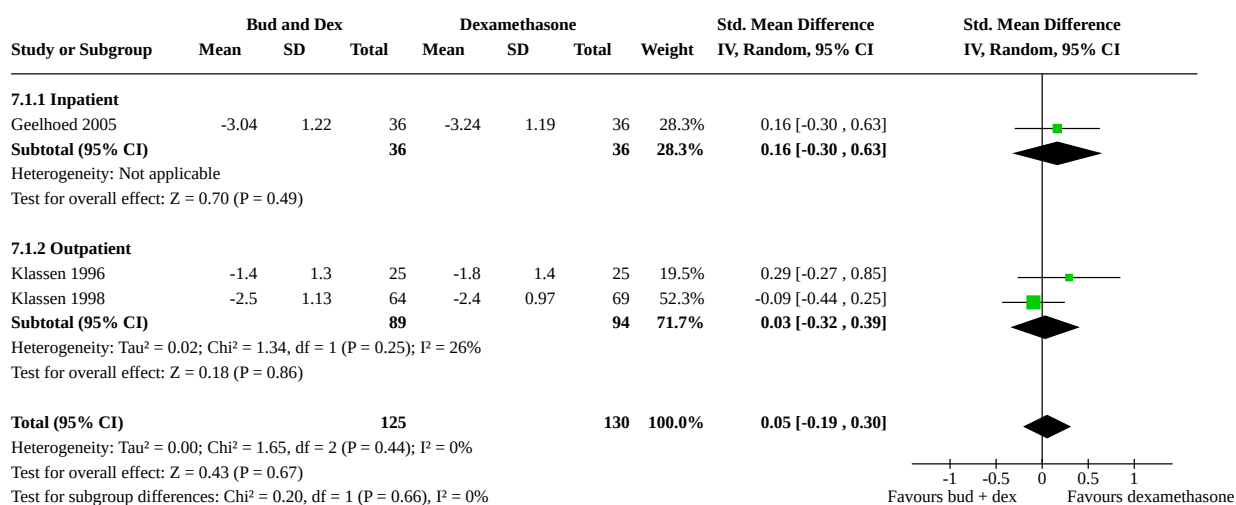 Bud and Dex Dexamethasone Std. Mean Difference Std. Mean Difference
Study or Subgroup Mean SD Total Mean SD Total Weight IV, Random, 95% CI IV, Random, 95% CI
7.1.1 Inpatient
Geelhoed 2005 -3.04 1.22 36 -3.24 1.19 36 28.3% 0.16 [-0.30 , 0.63]
Subtotal (95% CI) 36 36 28.3% 0.16 [-0.30 , 0.63]
Heterogeneity: Not applicable
Test for overall effect: Z = 0.70 (P = 0.49)
7.1.2 Outpatient
Klassen 1996 -1.4 1.3 25 -1.8 1.4 25 19.5% 0.29 [-0.27 , 0.85]
Klassen 1998 -2.5 1.13 64 -2.4 0.97 69 52.3% -0.09 [-0.44 , 0.25]
Subtotal (95% CI) 89 94 71.7% 0.03 [-0.32 , 0.39]
Heterogeneity: Tau² = 0.02; Chi² = 1.34, df = 1 (P = 0.25); I² = 26%
Test for overall effect: Z = 0.18 (P = 0.86)
Total (95% CI) 125 130 100.0% 0.05 [-0.19 , 0.30]
Heterogeneity: Tau² = 0.00; Chi² = 1.65, df = 2 (P = 0.44); I² = 0%
Test for overall effect: Z = 0.43 (P = 0.67) -1 -0.5 0 0.5 1
Test for subgroup differences: Chi² = 0.20, df = 1 (P = 0.66), I² = 0% Favours bud + dex Favours dexamethasone